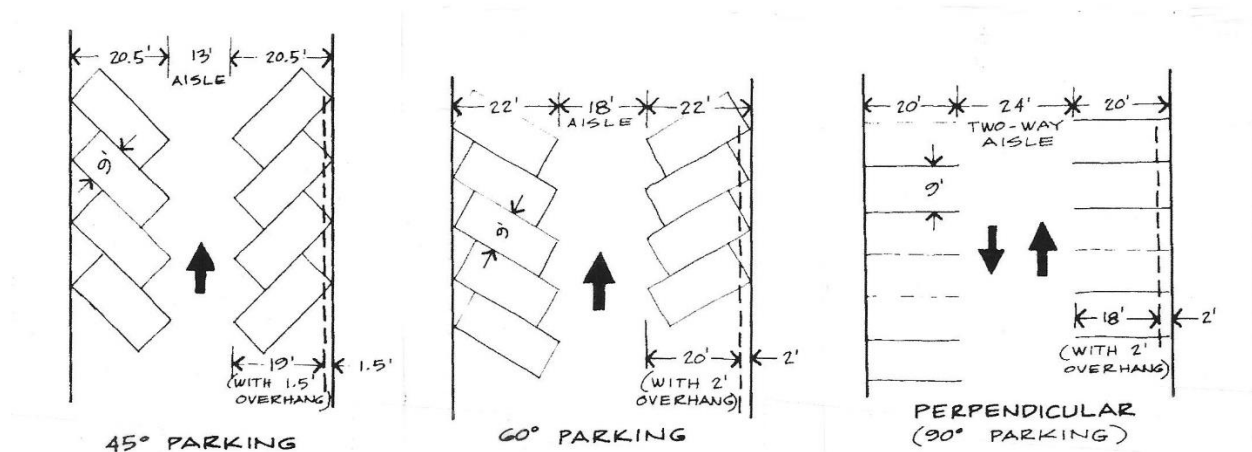 20.5' 13' 20.5'
AISLE
9'
19'
1.5'
(WITH 1.5'
OVERHANG)
45° PARKING
22' 18' 22'
AISLE
9'
20'
2'
(WITH 2'
OVERHANG)
60° PARKING
20' 24' 20'
TWO-WAY
AISLE
9'
18'
2'
(WITH 2'
OVERHANG)
PERPENDICULAR
(90° PARKING)